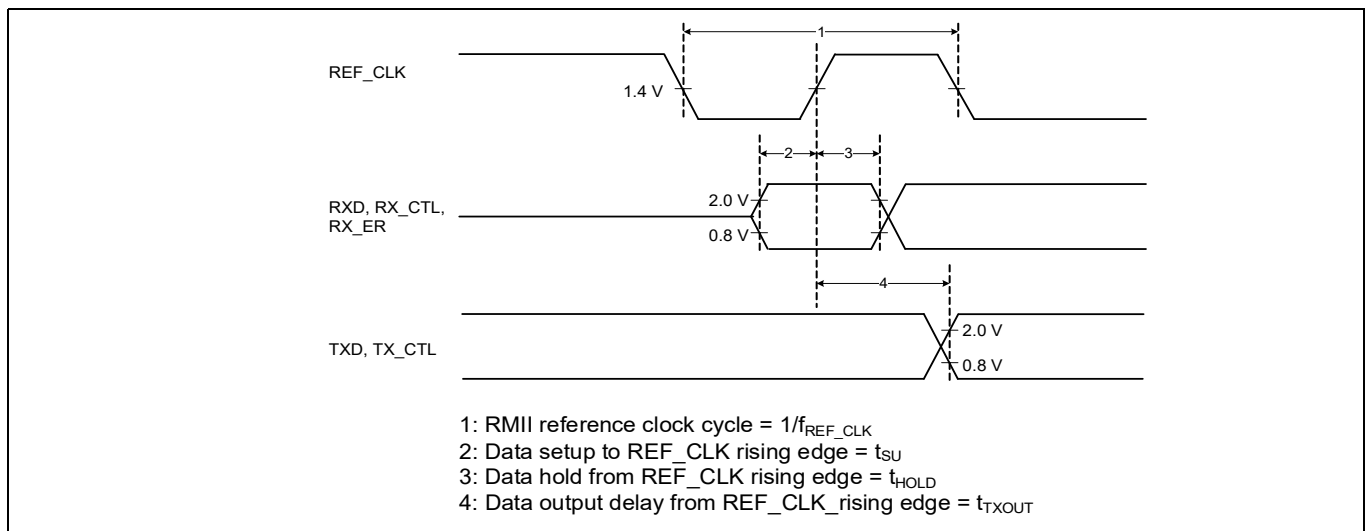 1
REF_CLK
1.4 V
2
3
RXD, RX_CTL,
RX_ER
2.0 V
0.8 V
4
TXD, TX_CTL
2.0 V
0.8 V
1: RMII reference clock cycle = 1/fREF_CLK
2: Data setup to REF_CLK rising edge = tSU
3: Data hold from REF_CLK rising edge = tHOLD
4: Data output delay from REF_CLK_rising edge = tTXOUT